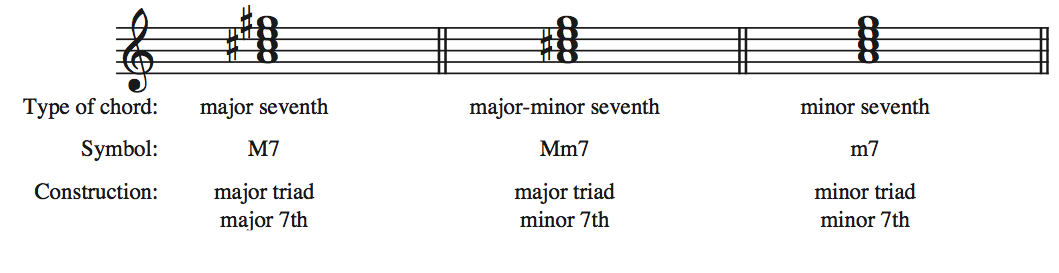 Type of chord: major seventh major-minor seventh minor seventh
Symbol: M7 Mm7 m7
Construction: major triad major triad minor triad
major 7th minor 7th minor 7th